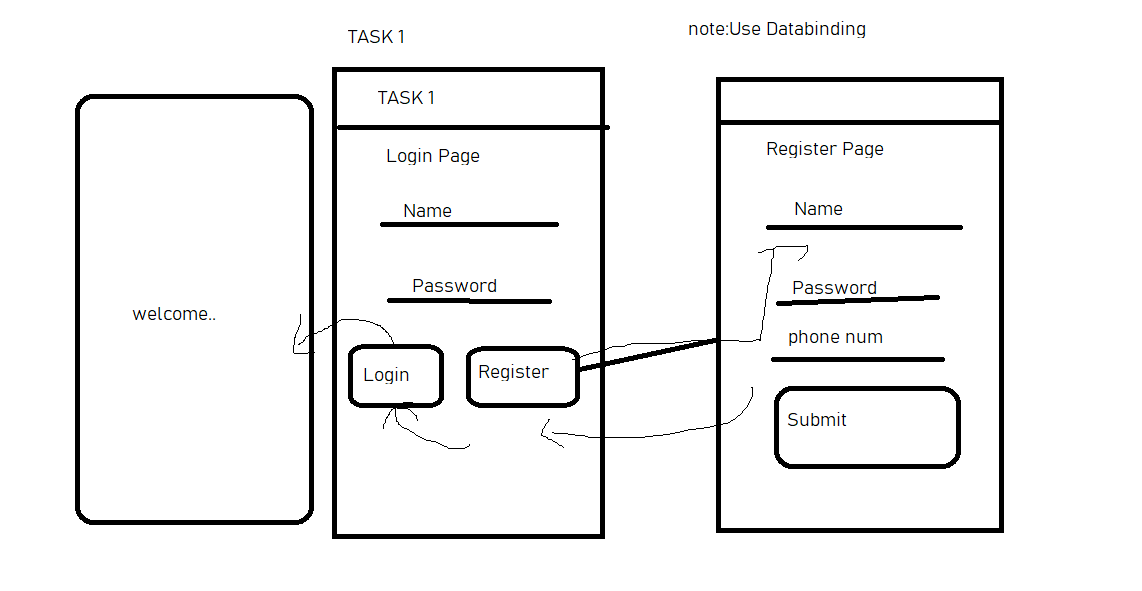 TASK 1
note:Use Databinding
welcome..
TASK 1
Login Page
Name
Password
Login
Register
Register Page
Name
Password
phone num
Submit